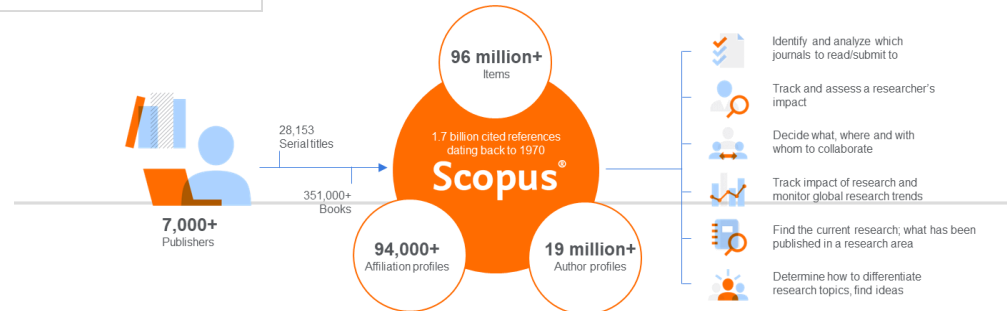 7,000+
Publishers
28,153
Serial titles
351,000+
Books
96 million+
Items
1.7 billion cited references
dating back to 1970
Scopus®
94,000+
Affiliation profiles
19 million+
Author profiles
Identify and analyze which
journals to read/submit to
Track and assess a researcher's
impact
Decide what, where and with
whom to collaborate
Track impact of research and
monitor global research trends
Find the current research; what has been
published in a research area
Determine how to differentiate
research topics, find ideas